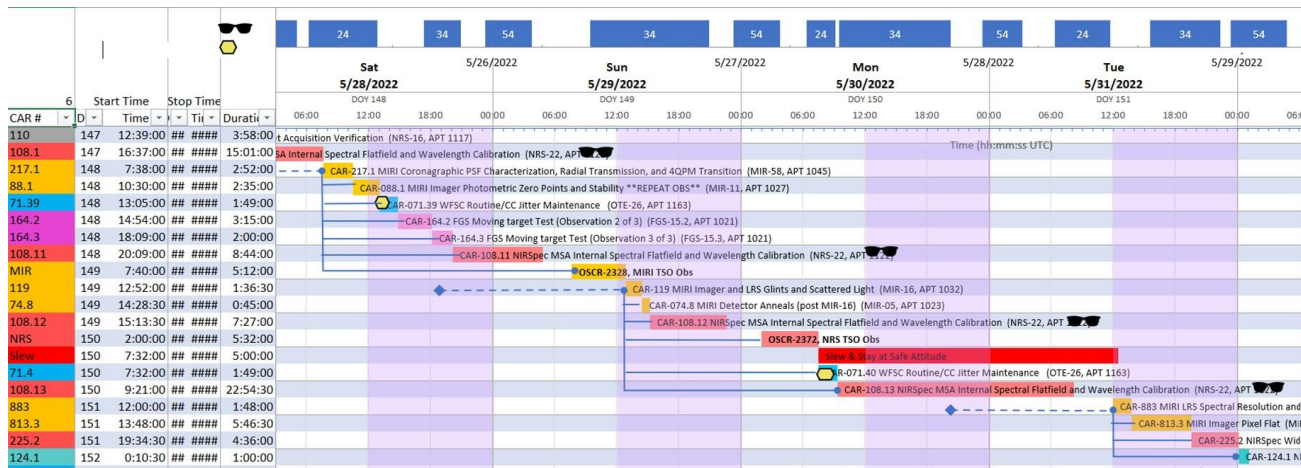 24 34 54 34 54 24 34 54 24 34 54
5/26/2022 5/27/2022 5/28/2022 5/29/2022
Sat Sun Mon Tue
5/28/2022 5/29/2022 5/30/2022 5/31/2022
6 Start Time Stop Time DOY 148 DOY 149 DOY 150 DOY 151
CAR # D Time Tir Duratic 06:00 12:00 18:00 00:00 06:00 12:00 18:00 00:00 06:00 12:00 18:00 00:00 06:00 12:00 18:00 00:00 06
110 147 12:39:00 ## #### 3:58:00 t Acquisition Verification (NRS-16, APT 1117)
Time (hh:mm:ss UTC)
108.1 147 16:37:00 ## #### 15:01:00 SA Internal Spectral Flatfield and Wavelength Calibration (NRS-22, APT
217.1 148 7:38:00 ## #### 2:52:00 CAR-217.1 MIRI Coronagraphic PSF Characterization, Radial Transmission, and 4QPM Transition (MIR-58, APT 1045)
88.1 148 10:30:00 ## #### 2:35:00 CAR-088.1 MIRI Imager Photometric Zero Points and Stability **REPEAT OBS** (MIR-11, APT 1027)
71.39 148 13:05:00 ## #### 1:49:00 CAR-071.39 WFSC Routine/CC Jitter Maintenance (OTE-26, APT 1163)
164.2 148 14:54:00 ## #### 3:15:00 CAR-164.2 FGS Moving target Test (Observation 2 of 3) (FGS-15.2, APT 1021)
164.3 148 18:09:00 ## #### 2:00:00 CAR-164.3 FGS Moving target Test (Observation 3 of 3) (FGS-15.3, APT 1021)
108.11 148 20:09:00 ## #### 8:44:00 CAR-108.11 NIRSpec MSA Internal Spectral Flatfield and Wavelength Calibration (NRS-22, APT
MIR 149 7:40:00 ## #### 5:12:00 OSCR-2328, MIRI TSO Obs
119 149 12:52:00 ## #### 1:36:30 CAR-119 MIRI Imager and LRS Glints and Scattered Light (MIR-16, APT 1032)
74.8 149 14:28:30 ## #### 0:45:00 CAR-074.8 MIRI Detector Anneals (post MIR-16) (MIR-05, APT 1023)
108.12 149 15:13:30 ## #### 7:27:00 CAR-108.12 NIRSpec MSA Internal Spectral Flatfield and Wavelength Calibration (NRS-22, APT
NRS 150 2:00:00 ## #### 5:32:00 OSCR-2372, NRS TSO Obs
Slew 150 7:32:00 ## #### 5:00:00 Slew & Stay at Safe Attitude
71.4 150 7:32:00 ## #### 1:49:00 AR-071.40 WFSC Routine/CC Jitter Maintenance (OTE-26, APT 1163)
108.13 150 9:21:00 ## #### 22:54:30 CAR-108.13 NIRSpec MSA Internal Spectral Flatfield and Wavelength Calibration (NRS-22, APT
883 151 12:00:00 ## #### 1:48:00 CAR-883 MIRI LRS Spectral Resolution and
813.3 151 13:48:00 ## #### 5:46:30 CAR-813.3 MIRI Imager Pixel Flat (MI
225.2 151 19:34:30 ## #### 4:36:00 CAR-225.2 NIRSpec Wid
124.1 152 0:10:30 ## #### 1:00:00 CAR-124.1 NI